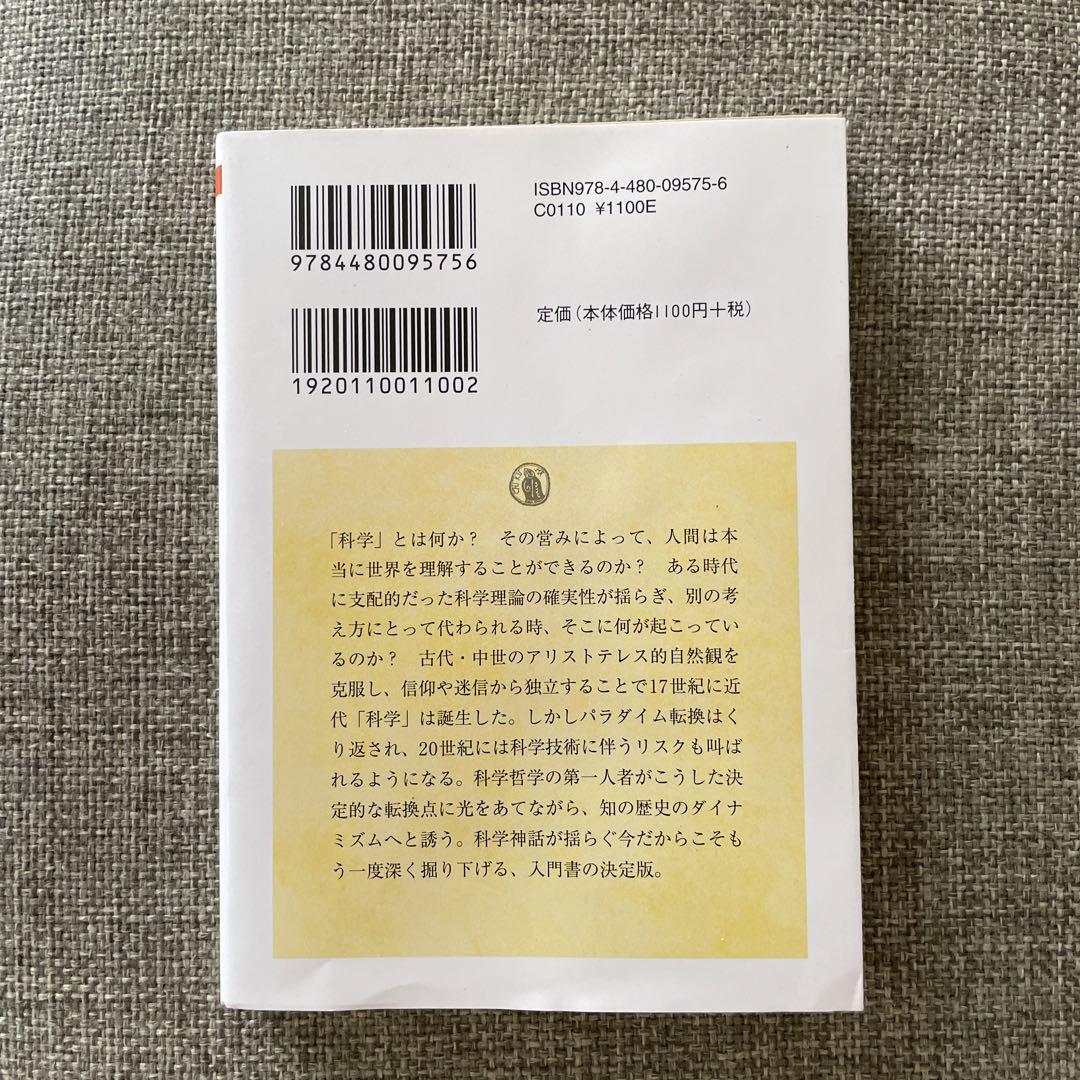 ISBN978-4-480-09575-6
C0110 ¥1100E
9784480095756
定価(本体価格1100円+税)
1920110011002
「科学」とは何か？　その営みによって、人間は本
当に世界を理解することができるのか？　ある時代
に支配的だった科学理論の確実性が揺らぎ、別の考
え方にとって代わられる時、そこに何が起こってい
るのか？　古代・中世のアリストテレス的自然観を
克服し、信仰や迷信から独立することで17世紀に近
代「科学」は誕生した。しかしパラダイム転換はく
り返され、20世紀には科学技術に伴うリスクも叫ば
れるようになる。科学哲学の第一人者がこうした決
定的な転換点に光をあてながら、知の歴史のダイナ
ミズムへと誘う。科学神話が揺らぐ今だからこそも
う一度深く掘り下げる、入門書の決定版。